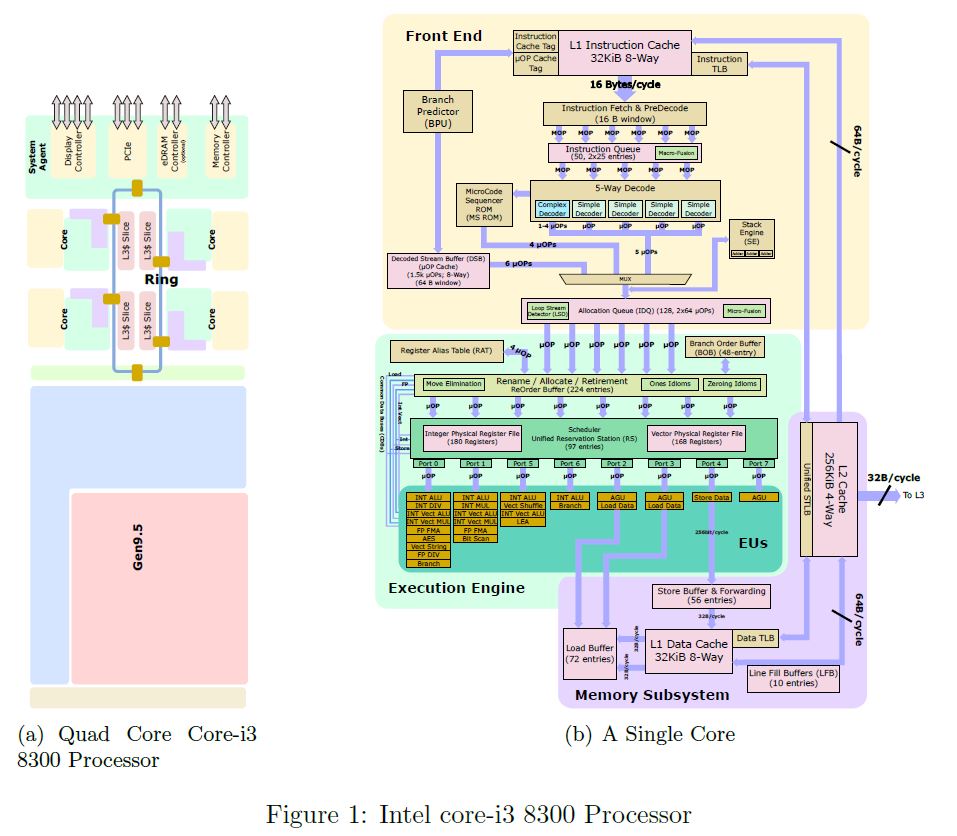 System
Agent
Display
Controller
PCIe
eDRAM
Controller
(optional)
Memory
Controller
Core
L3$ Slice
L3$ Slice
Core
Ring
Core
L3$ Slice
L3$ Slice
Core
Gen9.5
(a) Quad Core Core-i3
8300 Processor
Front End
Instruction
Cache Tag
µOP Cache
Tag
L1 Instruction Cache
32KiB 8-Way
Instruction
TLB
16 Bytes/cycle
Branch
Predictor
(BPU)
Instruction Fetch & PreDecode
(16 B window)
MOP MOP MOP MOP MOP MOP
Instruction Queue
(50, 2x25 entries)
Macro-Fusion
MOP MOP MOP MOP MOP
64B/cycle
5-Way Decode
MicroCode
Sequencer
ROM
(MS ROM)
Complex
Decoder
Simple
Decoder
Simple
Decoder
Simple
Decoder
Simple
Decoder
1-4 µOPs µOP µOP µOP µOP
Stack
Engine
(SE)
Adder Adder Adder
4 µOPs
5 µOPs
Decoded Stream Buffer (DSB)
(µOP Cache)
(1.5k µOPs; 8-Way)
(64 B window)
6 µOPs
MUX
Loop Stream
Detector (LSD)
Allocation Queue (IDQ) (128, 2x64 µOPs)
Micro-Fusion
Register Alias Table (RAT)
4 µOP
µOP µOP µOP µOP µOP µOP
Branch Order Buffer
(BOB) (48-entry)
Load
FP
Int Vect
Int
Store
Common Data Buses (CDBs)
Move Elimination
Rename / Allocate / Retirement
ReOrder Buffer (224 entries)
Ones Idioms
Zeroing Idioms
µOP µOP µOP µOP µOP µOP µOP µOP
Integer Physical Register File
(180 Registers)
Scheduler
Unified Reservation Station (RS)
(97 entries)
Vector Physical Register File
(168 Registers)
Port 0 Port 1 Port 5 Port 6 Port 2 Port 3 Port 4 Port 7
µOP µOP µOP µOP µOP µOP µOP µOP
INT ALU
INT DIV
INT Vect ALU
INT Vect MUL
FP FMA
AES
Vect String
FP DIV
Branch
INT ALU
INT MUL
INT Vect ALU
INT Vect MUL
FP FMA
Bit Scan
INT ALU
Vect Shuffle
INT Vect ALU
LEA
INT ALU
Branch
AGU
Load Data
AGU
Load Data
Store Data
AGU
256bit/cycle
EUs
Execution Engine
Unified STLB
L2 Cache
256KiB 4-Way
32B/cycle
To L3
Store Buffer & Forwarding
(56 entries)
32B/cycle
64B/cycle
Load Buffer
(72 entries)
32B/cycle
32B/cycle
L1 Data Cache
32KiB 8-Way
Data TLB
Line Fill Buffers (LFB)
(10 entries)
Memory Subsystem
(b) A Single Core
Figure 1: Intel core-i3 8300 Processor